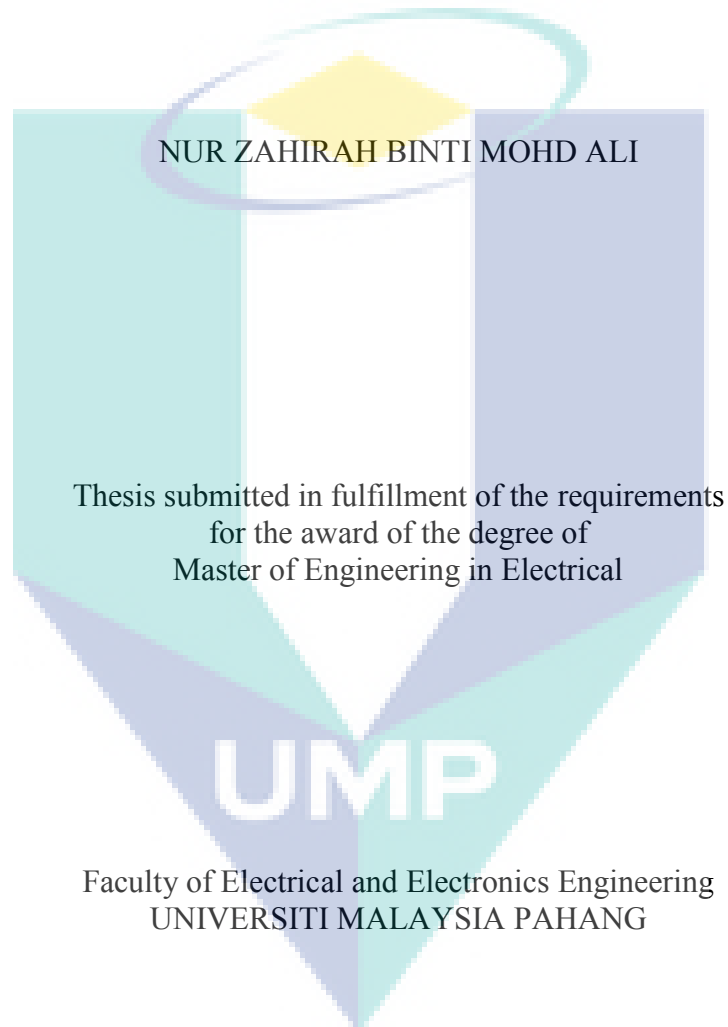 NUR ZAHIRAH BINTI MOHD ALI
Thesis submitted in fulfillment of the requirements
for the award of the degree of
Master of Engineering in Electrical
UMP
Faculty of Electrical and Electronics Engineering
UNIVERSITI MALAYSIA PAHANG